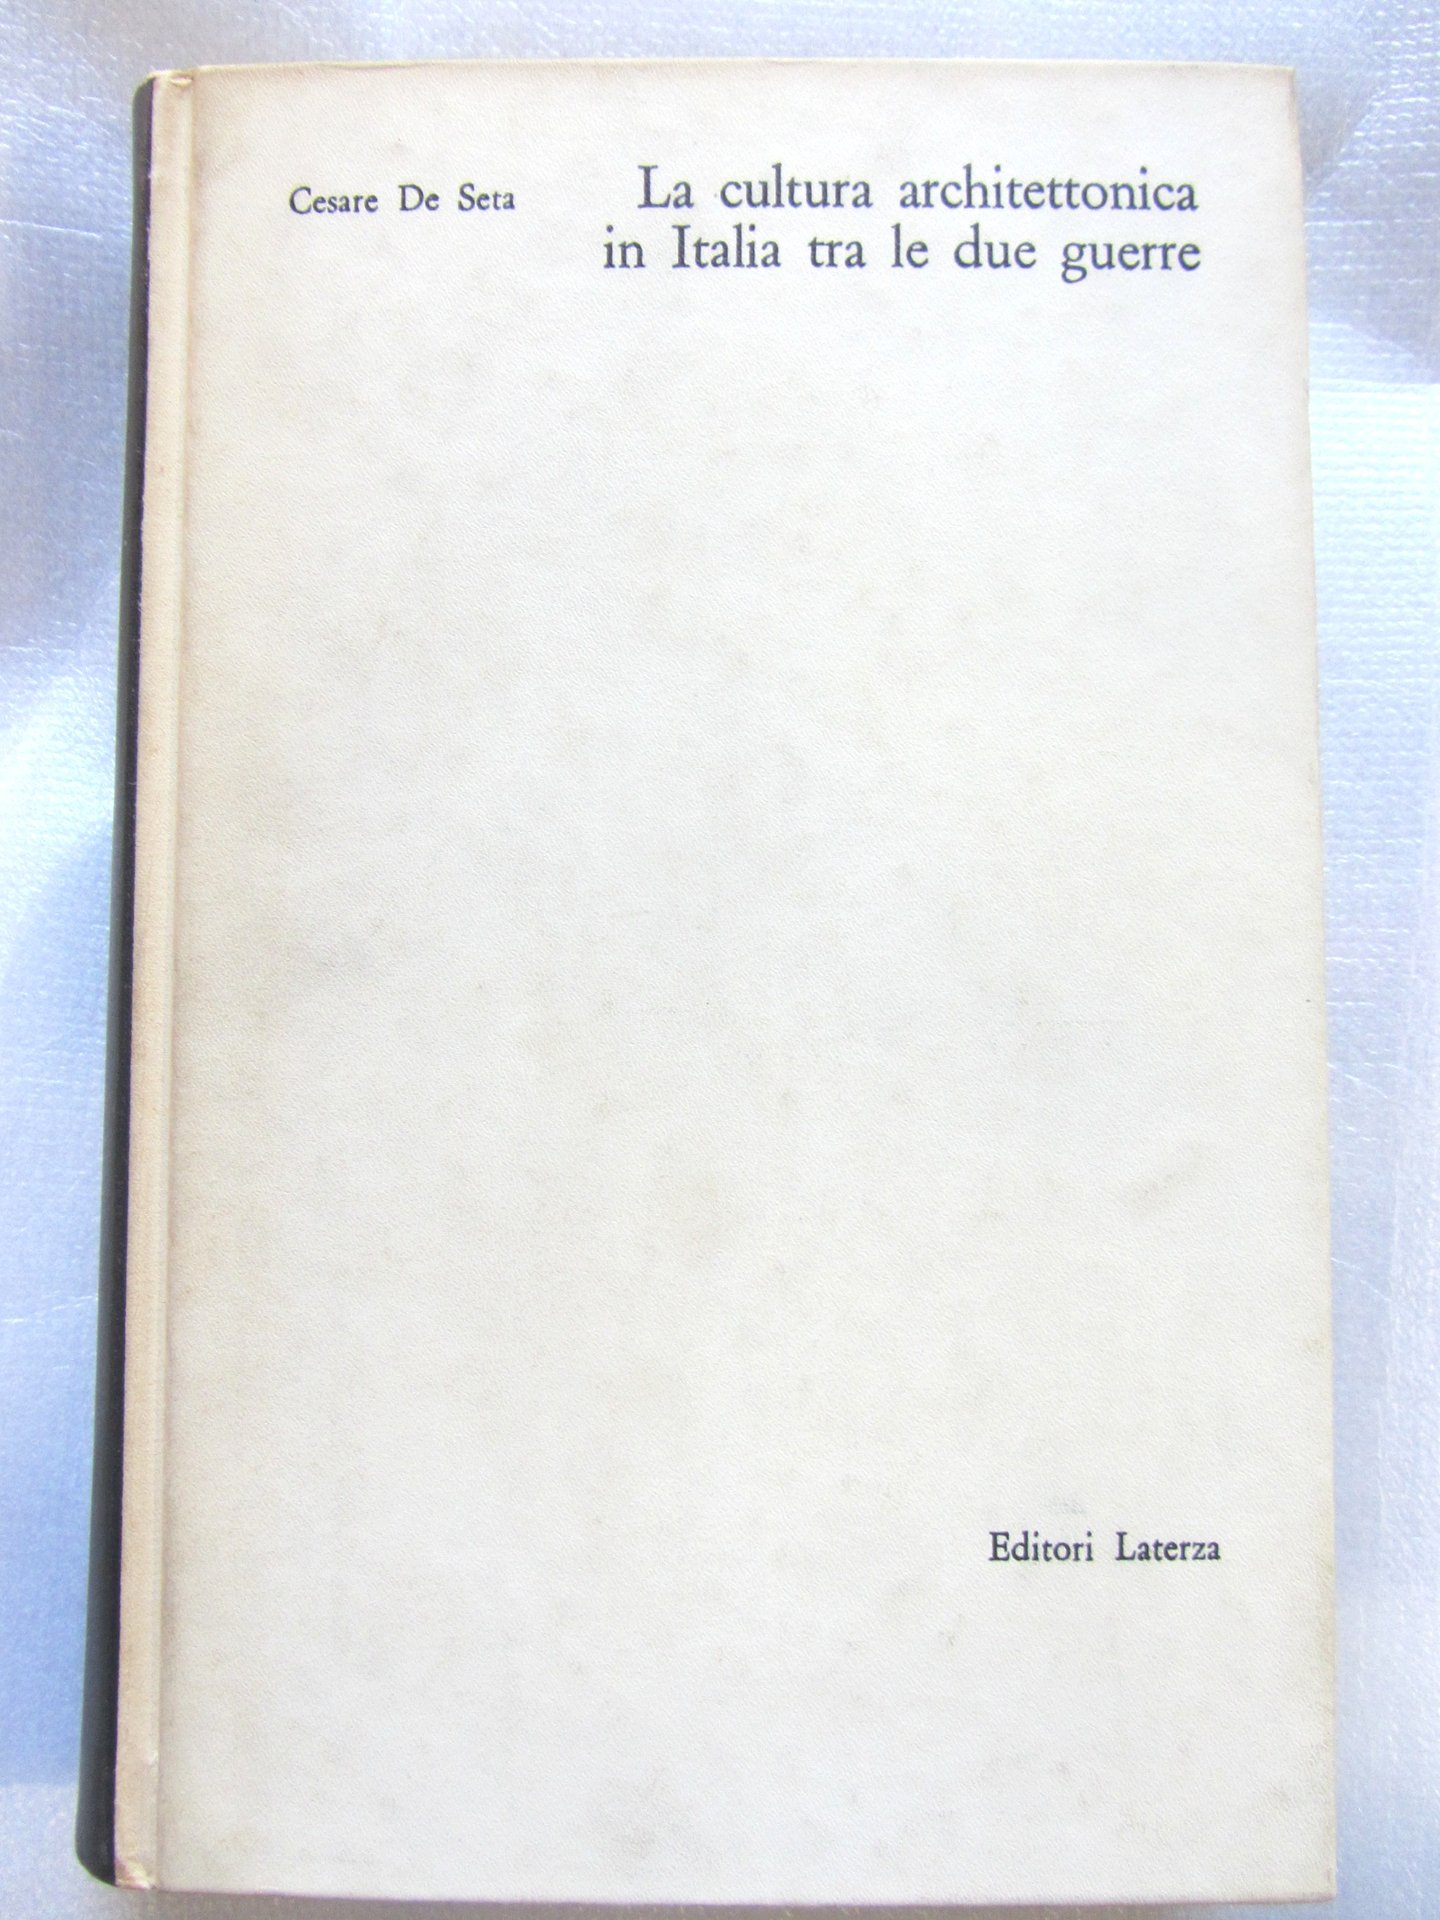 Cesare De Seta
La cultura architettonica
in Italia tra le due guerre
Editori Laterza